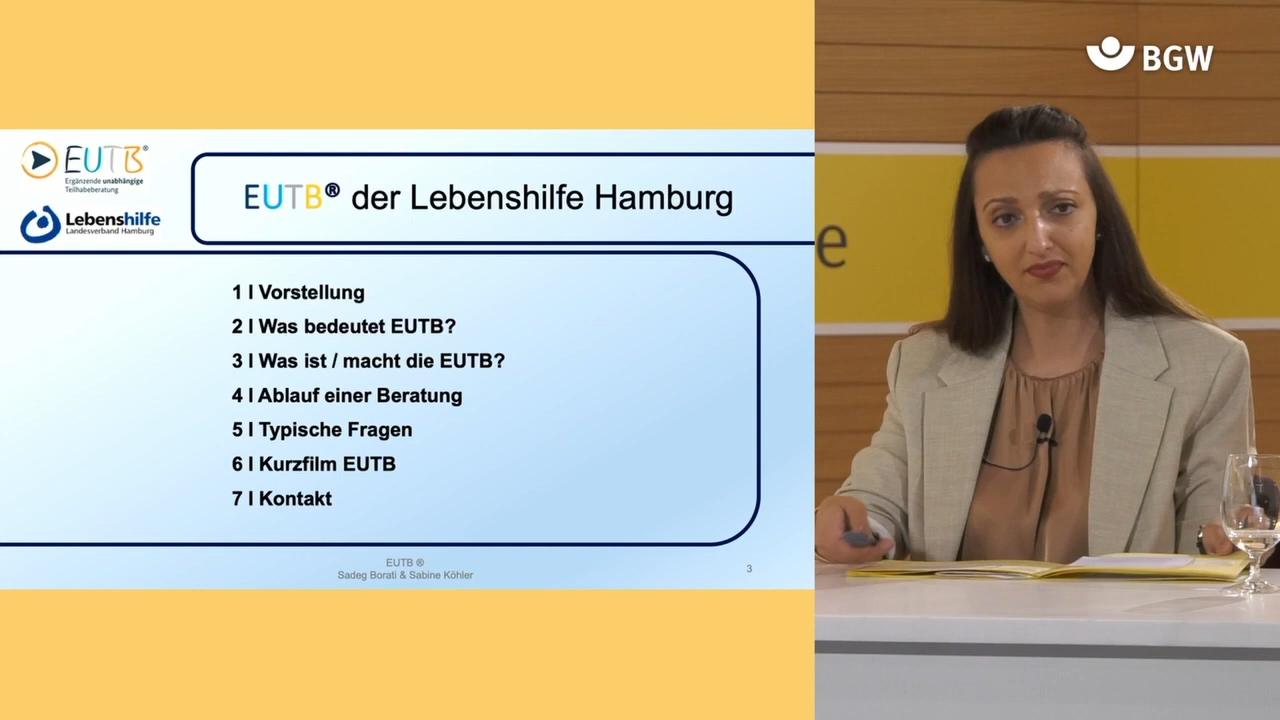 EUTB®
Ergänzende unabhängige
Teilhabeberatung
Lebenshilfe
Landesverband Hamburg
EUTB® der Lebenshilfe Hamburg
1 l Vorstellung
2 l Was bedeutet EUTB?
3 l Was ist / macht die EUTB?
4 l Ablauf einer Beratung
5 l Typische Fragen
6 l Kurzfilm EUTB
7 l Kontakt
EUTB ®
Sadeg Borati & Sabine Köhler
3
BGW
e